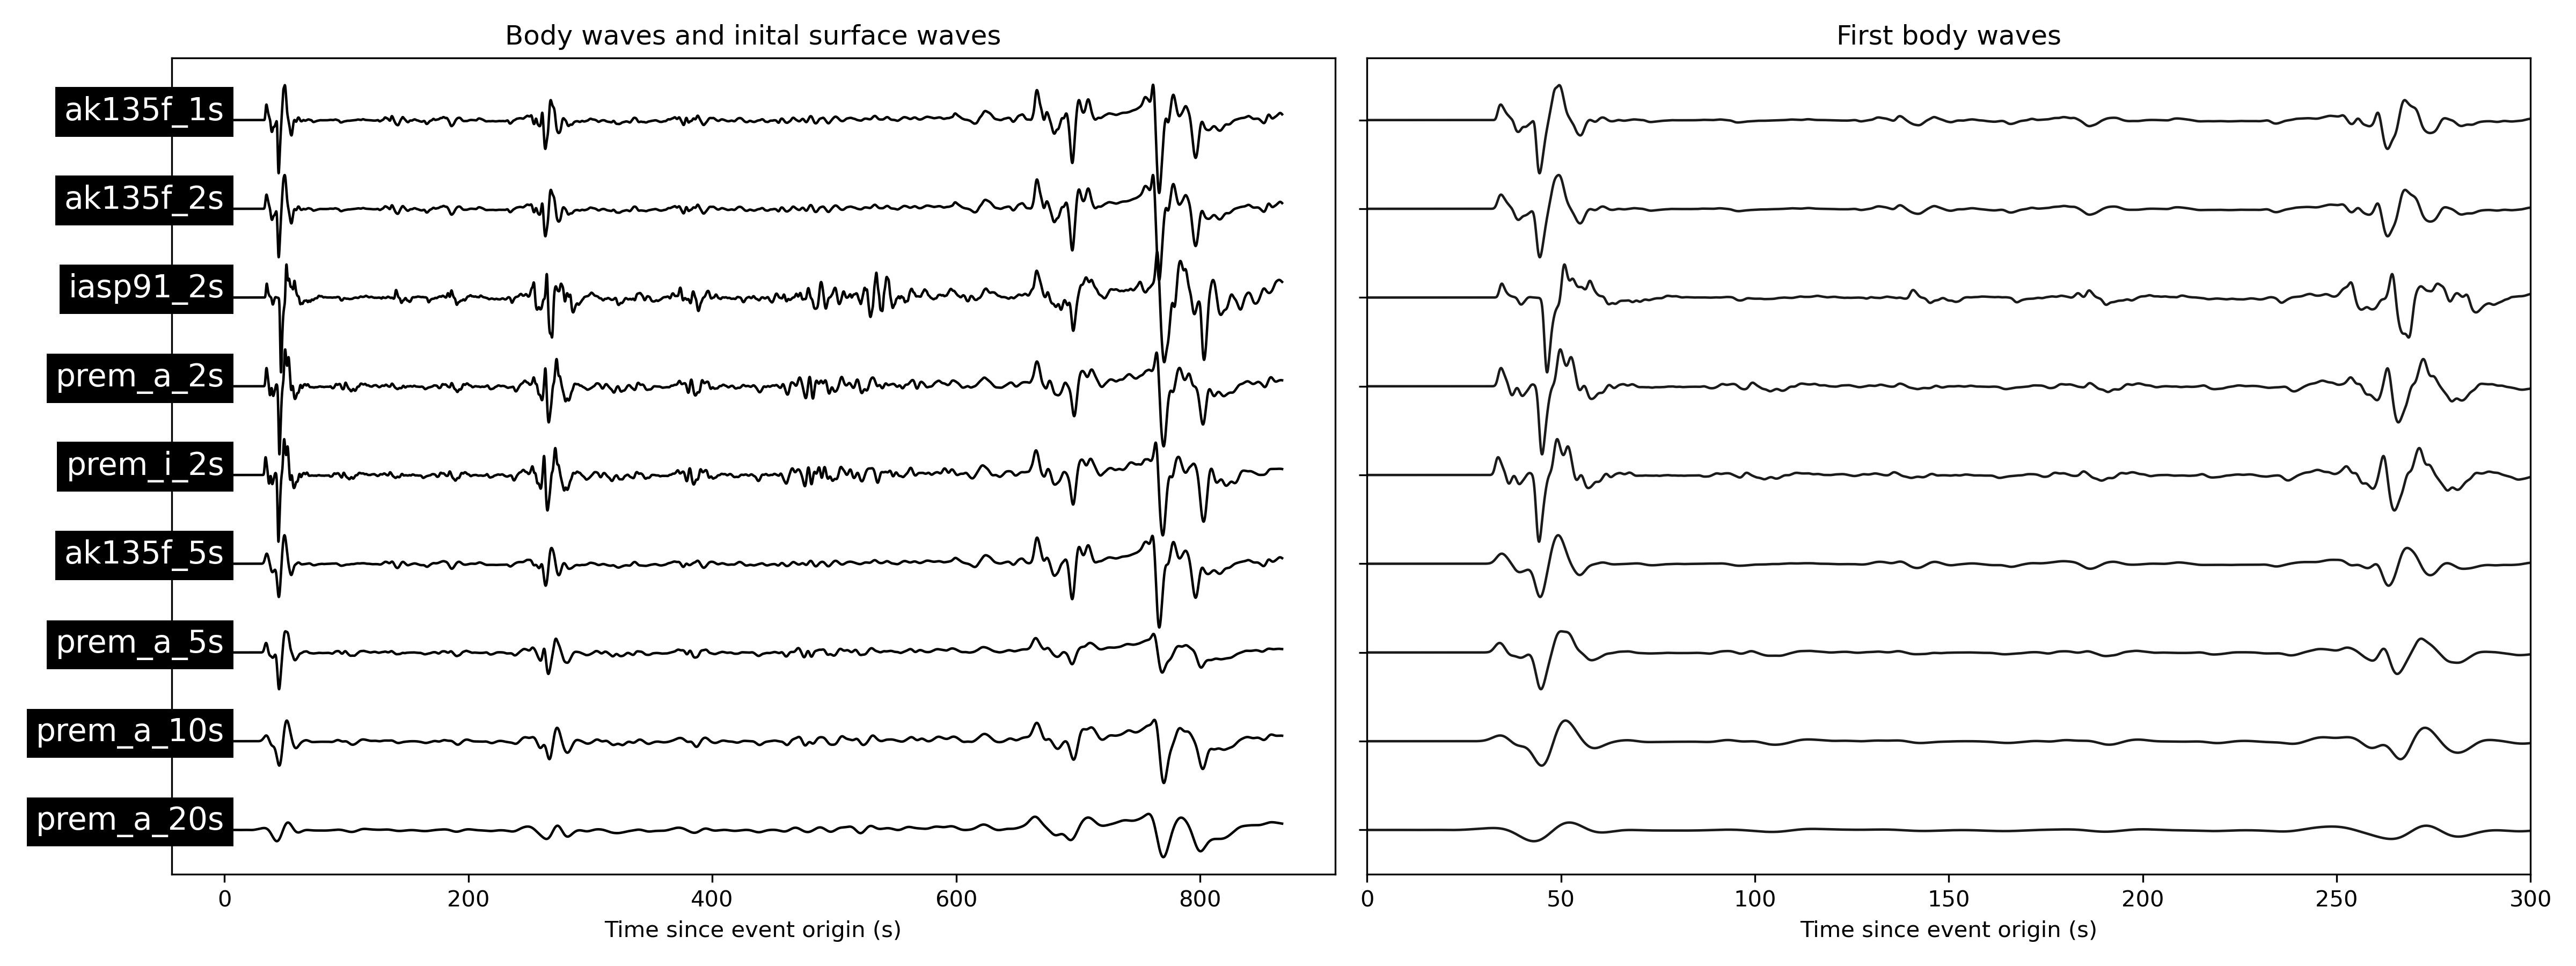 Body waves and inital surface waves
First body waves
ak135f_1s
ak135f_2s
iasp91_2s
prem_a_2s
prem_i_2s
ak135f_5s
prem_a_5s
prem_a_10s
prem_a_20s
0 200 400 600 800
0 50 100 150 200 250 300
Time since event origin (s)
Time since event origin (s)